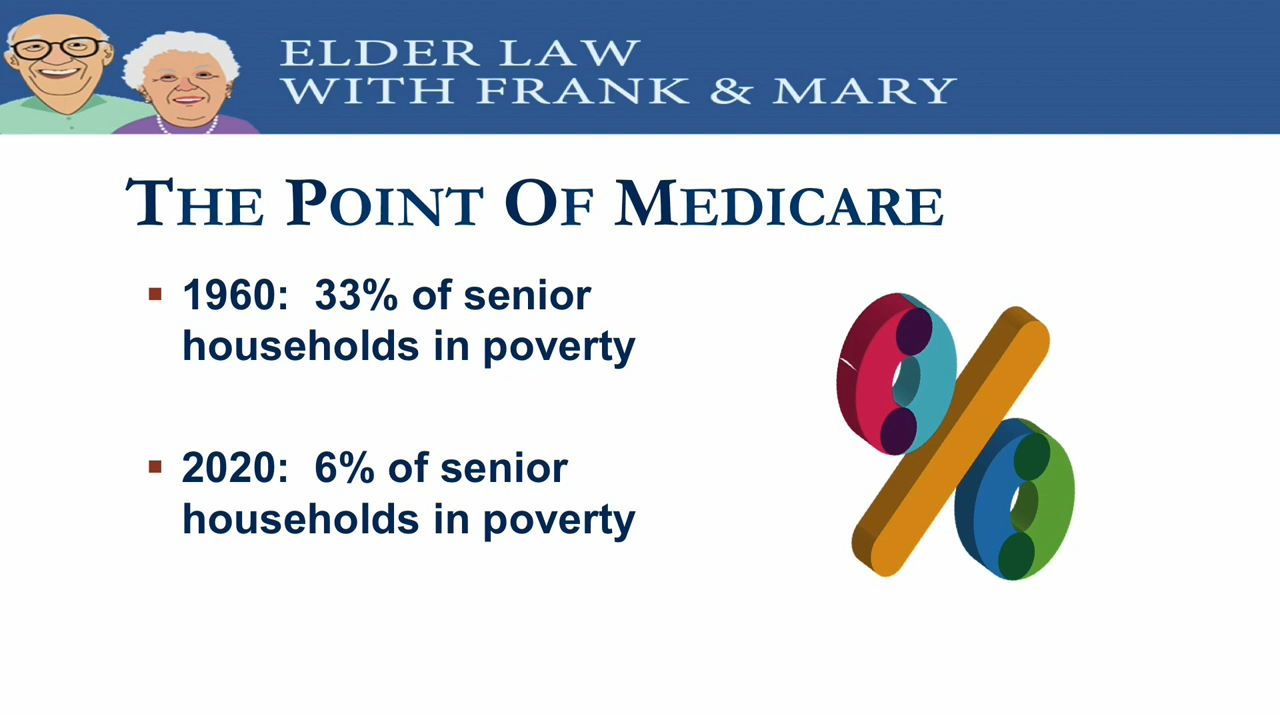 ELDER LAW
WITH FRANK & MARY
THE POINT OF MEDICARE
▪ 1960: 33% of senior
households in poverty
▪ 2020: 6% of senior
households in poverty
%